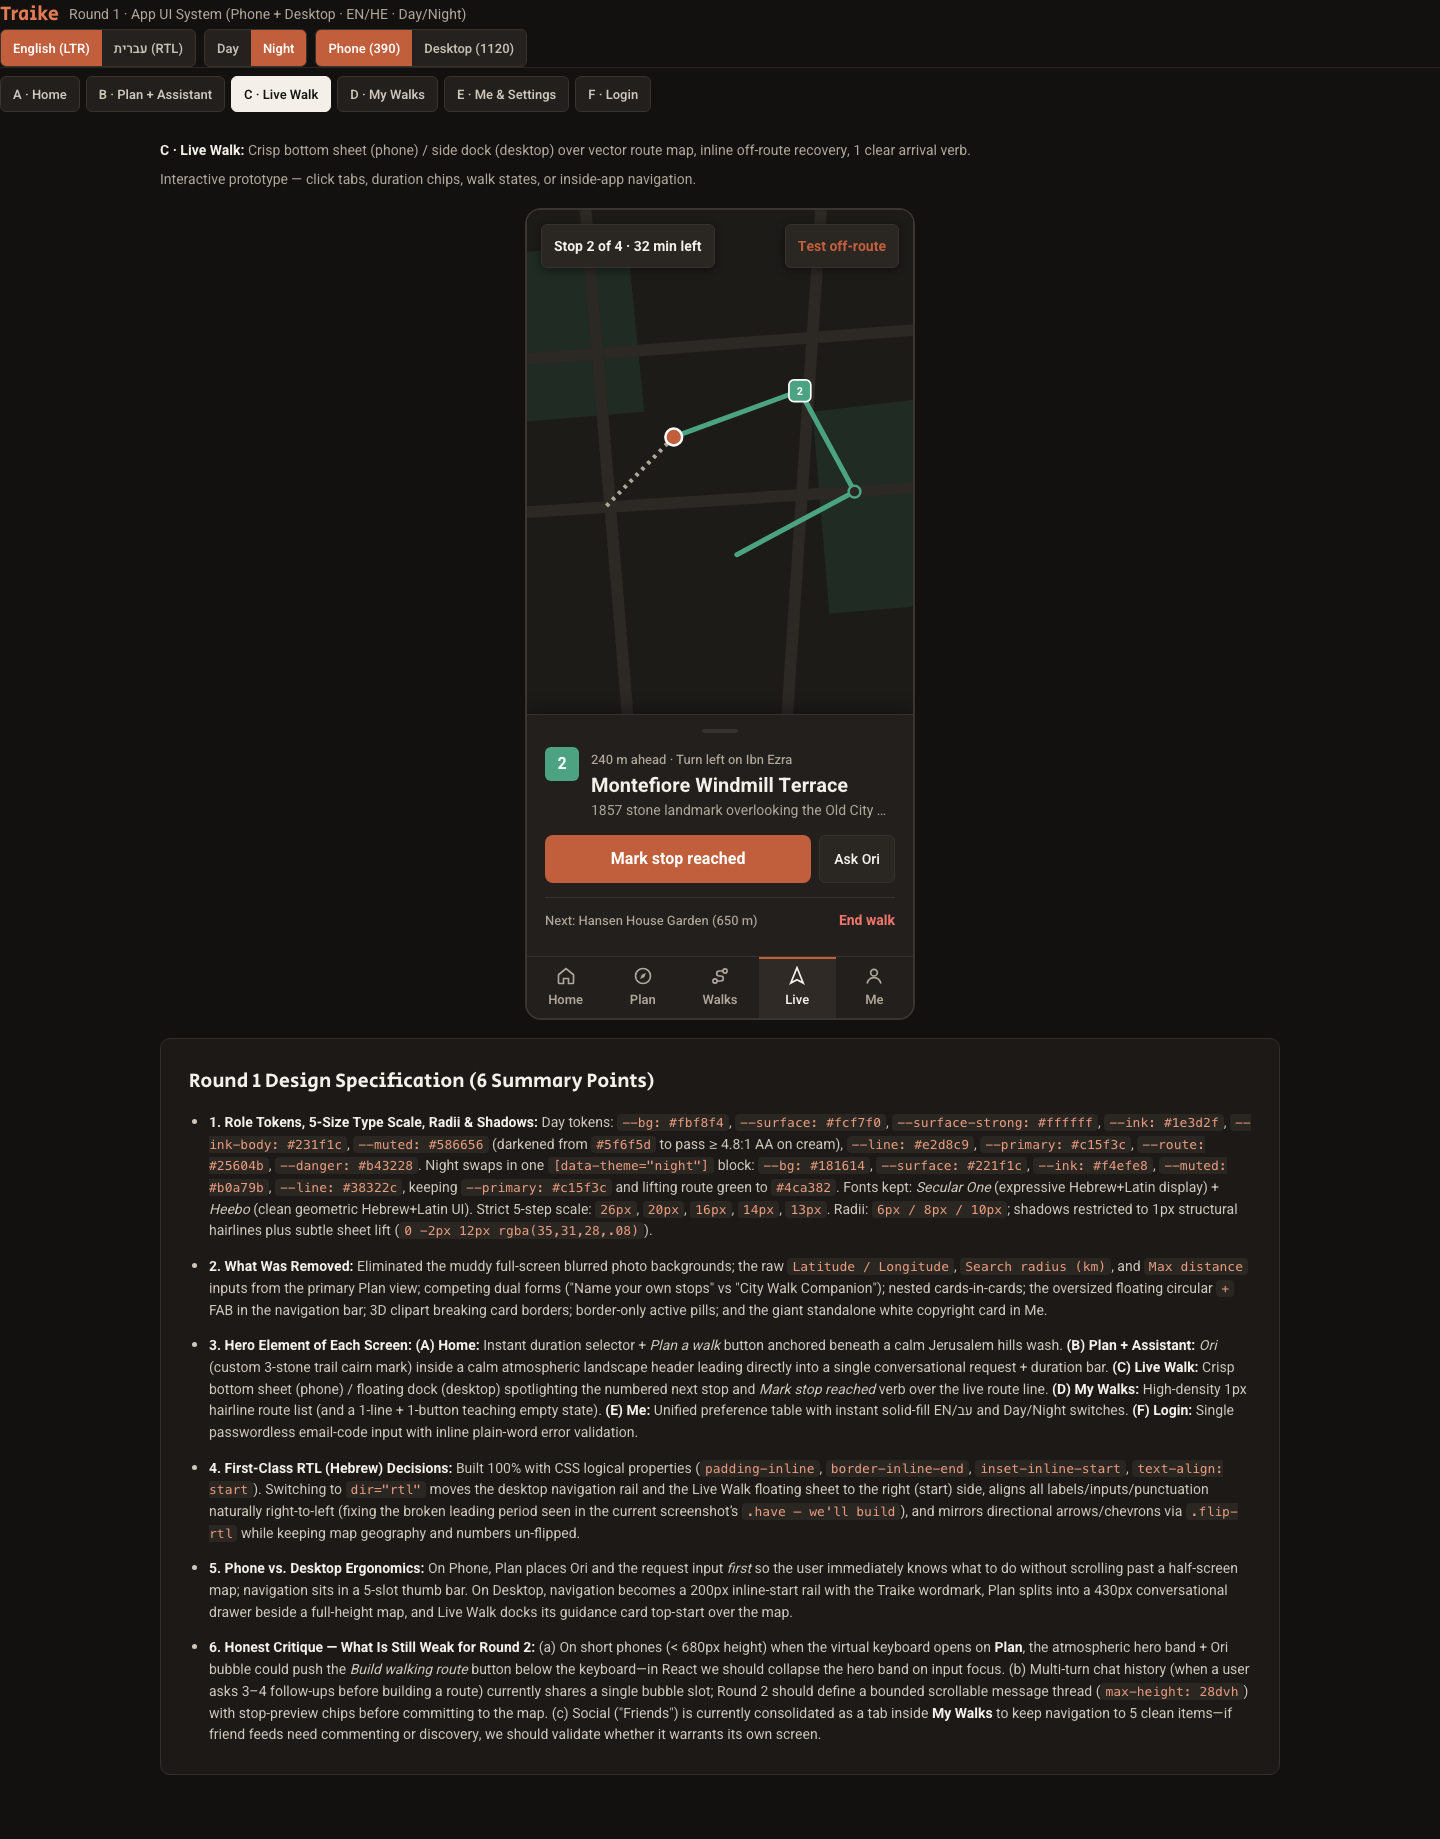 Traike Round 1 · App UI System (Phone + Desktop · EN/HE · Day/Night)
English (LTR) עברית (RTL) Day Night Phone (390) Desktop (1120)
A · Home B · Plan + Assistant C · Live Walk D · My Walks E · Me & Settings F · Login
C · Live Walk: Crisp bottom sheet (phone) / side dock (desktop) over vector route map, inline off-route recovery, 1 clear arrival verb.
Interactive prototype — click tabs, duration chips, walk states, or inside-app navigation.
Stop 2 of 4 · 32 min left Test off-route
2
2 240 m ahead · Turn left on Ibn Ezra
Montefiore Windmill Terrace
1857 stone landmark overlooking the Old City ...
Mark stop reached Ask Ori
Next: Hansen House Garden (650 m) End walk
Home Plan Walks Live Me
Round 1 Design Specification (6 Summary Points)
• 1. Role Tokens, 5-Size Type Scale, Radii & Shadows: Day tokens: --bg: #fbf8f4, --surface: #fcf7f0, --surface-strong: #ffffff, --ink: #1e3d2f, --
ink-body: #231f1c, --muted: #586656 (darkened from #5f6f5d to pass ≥ 4.8:1 AA on cream), --line: #e2d8c9, --primary: #c15f3c, --route:
#25604b, --danger: #b43228. Night swaps in one [data-theme="night"] block: --bg: #181614, --surface: #221f1c, --ink: #f4efe8, --muted:
#b0a79b, --line: #38322c, keeping --primary: #c15f3c and lifting route green to #4ca382. Fonts kept: Secular One (expressive Hebrew+Latin display) +
Heebo (clean geometric Hebrew+Latin UI). Strict 5-step scale: 26px, 20px, 16px, 14px, 13px. Radii: 6px / 8px / 10px; shadows restricted to 1px structural
hairlines plus subtle sheet lift (0 -2px 12px rgba(35,31,28,.08)).
• 2. What Was Removed: Eliminated the muddy full-screen blurred photo backgrounds; the raw Latitude / Longitude, Search radius (km), and Max distance
inputs from the primary Plan view; competing dual forms ("Name your own stops" vs "City Walk Companion"); nested cards-in-cards; the oversized floating circular +
FAB in the navigation bar; 3D clipart breaking card borders; border-only active pills; and the giant standalone white copyright card in Me.
• 3. Hero Element of Each Screen: (A) Home: Instant duration selector + Plan a walk button anchored beneath a calm Jerusalem hills wash. (B) Plan + Assistant: Ori
(custom 3-stone trail cairn mark) inside a calm atmospheric landscape header leading directly into a single conversational request + duration bar. (C) Live Walk: Crisp
bottom sheet (phone) / floating dock (desktop) spotlighting the numbered next stop and Mark stop reached verb over the live route line. (D) My Walks: High-density 1px
hairline route list (and a 1-line + 1-button teaching empty state). (E) Me: Unified preference table with instant solid-fill EN/עב and Day/Night switches. (F) Login: Single
passwordless email-code input with inline plain-word error validation.
• 4. First-Class RTL (Hebrew) Decisions: Built 100% with CSS logical properties (padding-inline, border-inline-end, inset-inline-start, text-align:
start). Switching to dir="rtl" moves the desktop navigation rail and the Live Walk floating sheet to the right (start) side, aligns all labels/inputs/punctuation
naturally right-to-left (fixing the broken leading period seen in the current screenshot's .have — we'll build), and mirrors directional arrows/chevrons via .flip-
rtl while keeping map geography and numbers un-flipped.
• 5. Phone vs. Desktop Ergonomics: On Phone, Plan places Ori and the request input first so the user immediately knows what to do without scrolling past a half-screen
map; navigation sits in a 5-slot thumb bar. On Desktop, navigation becomes a 200px inline-start rail with the Traike wordmark, Plan splits into a 430px conversational
drawer beside a full-height map, and Live Walk docks its guidance card top-start over the map.
• 6. Honest Critique — What Is Still Weak for Round 2: (a) On short phones (< 680px height) when the virtual keyboard opens on Plan, the atmospheric hero band + Ori
bubble could push the Build walking route button below the keyboard—in React we should collapse the hero band on input focus. (b) Multi-turn chat history (when a user
asks 3–4 follow-ups before building a route) currently shares a single bubble slot; Round 2 should define a bounded scrollable message thread (max-height: 28dvh)
with stop-preview chips before committing to the map. (c) Social ("Friends") is currently consolidated as a tab inside My Walks to keep navigation to 5 clean items—if
friend feeds need commenting or discovery, we should validate whether it warrants its own screen.